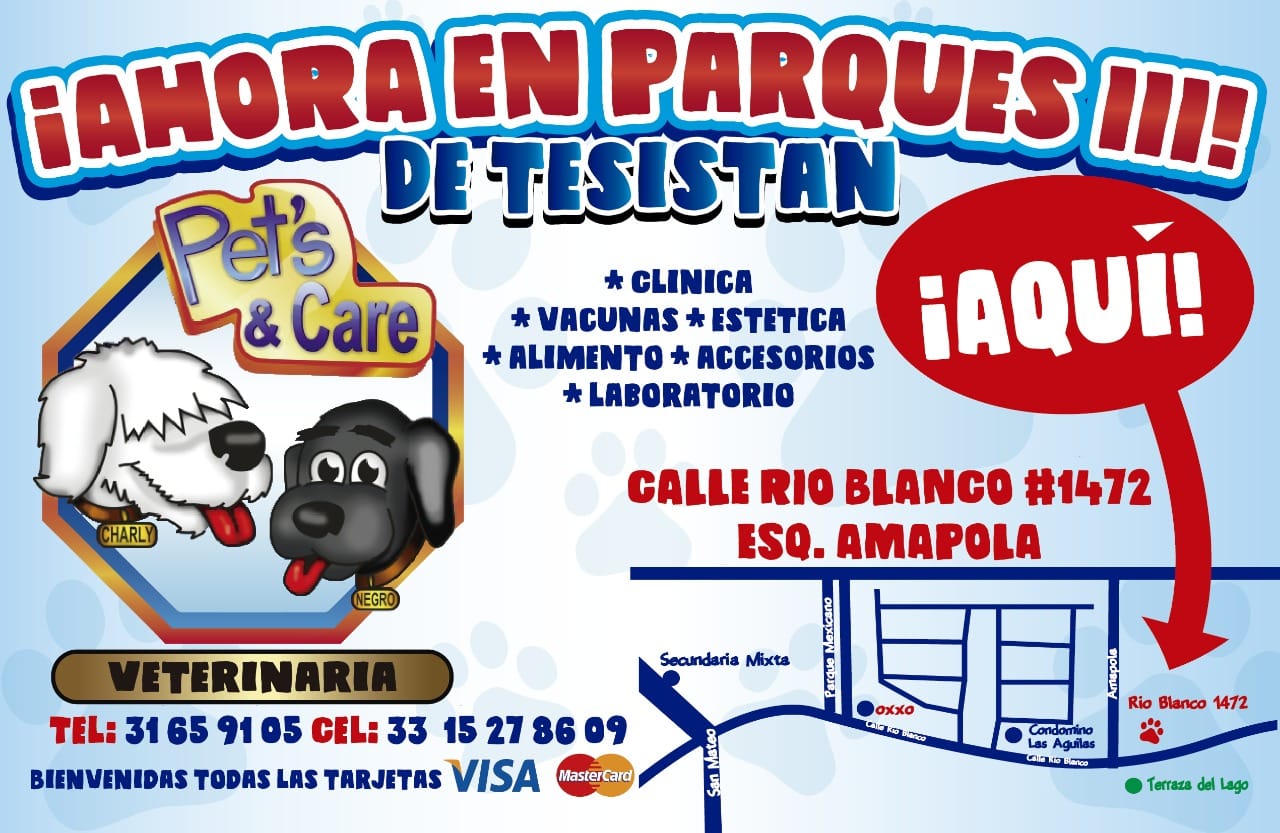 ¡AHORA EN PARQUES III!
DE TESISTAN
Pet's
& Care
CHARLY
NEGRO
VETERINARIA
TEL: 31 65 91 05 CEL: 33 15 27 86 09
BIENVENIDAS TODAS LAS TARJETAS VISA MasterCard
* CLINICA
* VACUNAS * ESTETICA
* ALIMENTO * ACCESORIOS
* LABORATORIO
¡AQUÍ!
CALLE RIO BLANCO #1472
ESQ. AMAPOLA
Secundaria Mixta
Parque Mexicano
San Mateo
OXXO
Calle Rio Blanco
Condomino
Las Aguilas
Calle Rio Blanco
Amapola
Rio Blanco 1472
Terraza del Lago